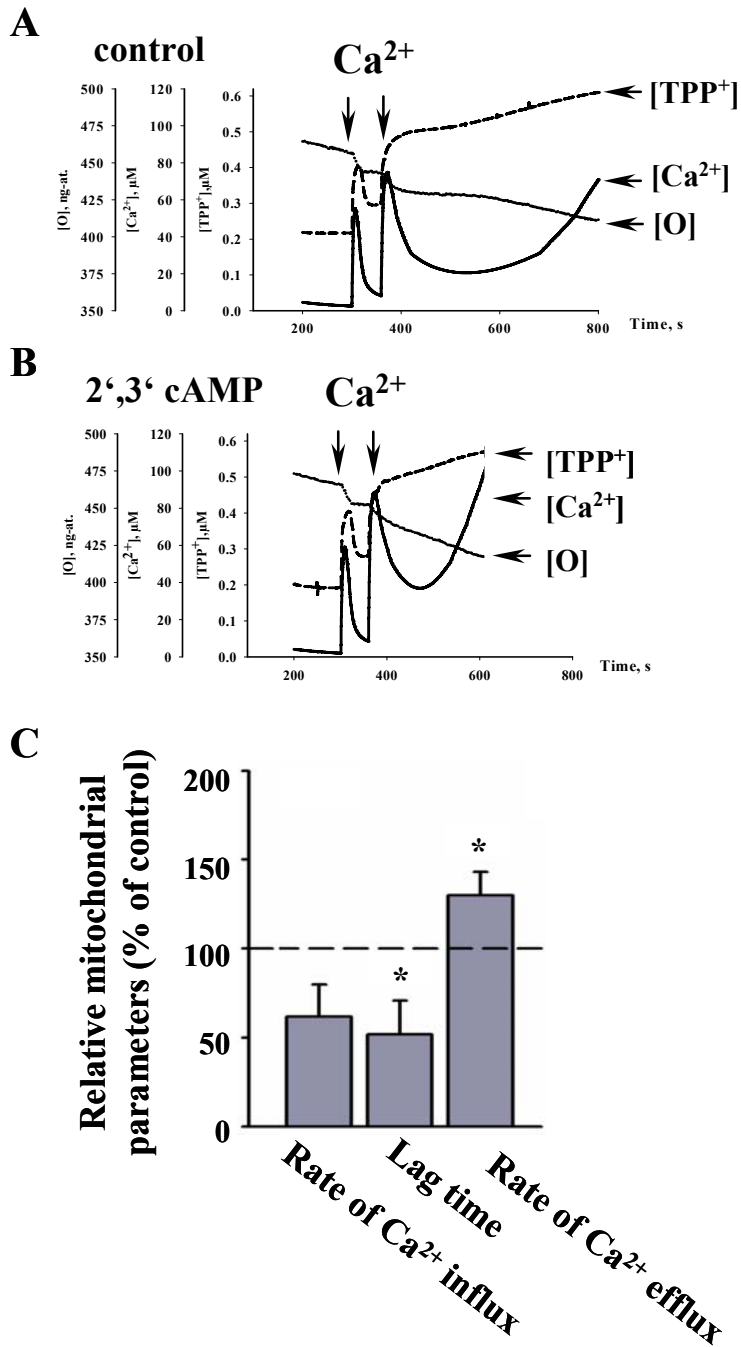 A
control
Ca2+
500 120 0.6
475 100 0.5
450 80 0.4
425 60 0.3
400 40 0.2
375 20 0.1
350 0 0.0
[O], ng-at.
[Ca2+], µM
[TPP+],µM
200 400 600 800
Time, s
[TPP+]
[Ca2+]
[O]
B
2‘,3‘ cAMP
Ca2+
500 120 0.6
475 100 0.5
450 80 0.4
425 60 0.3
400 40 0.2
375 20 0.1
350 0 0.0
[O], ng-at.
[Ca2+], µM
[TPP+],µM
200 400 600 800
Time, s
[TPP+]
[Ca2+]
[O]
C
Relative mitochondrial
parameters (% of control)
200
150
100
50
0
*
*
Rate of Ca2+ influx
Lag time
Rate of Ca2+ efflux